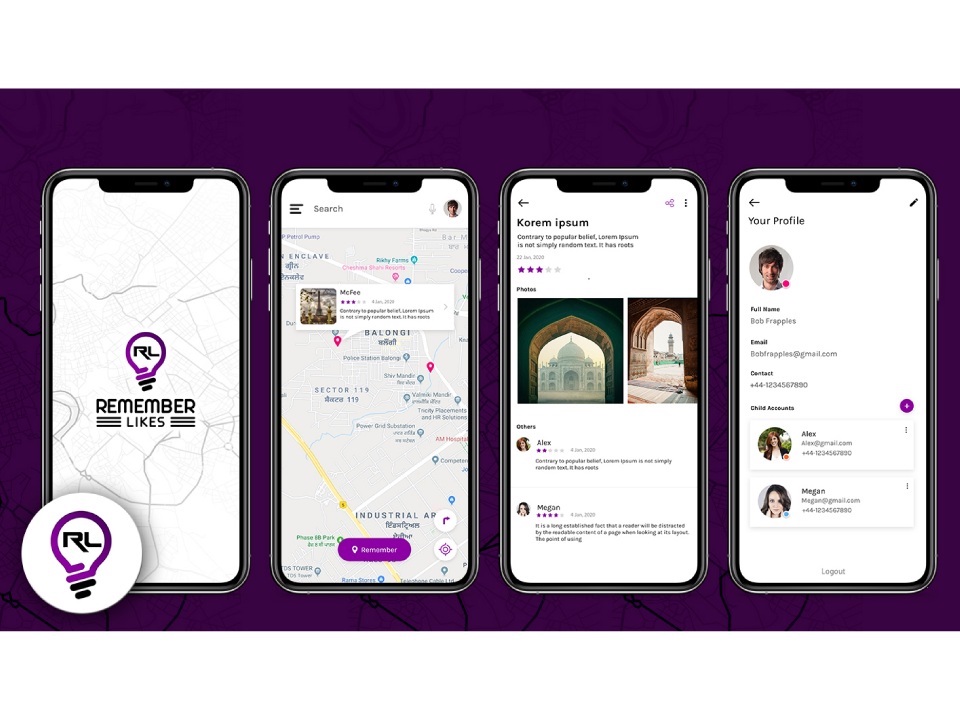 RL
REMEMBER
LIKES
RL
Search
Petrol Pump
N ENCLAVE
ਗ੍ਰੀਨ
ਇਨਕਲੇਵ
Rikhy Farms
Cheshma Shahi Resorts
Bar M
Cooper
McFee
4 Jan, 2020
Contrary to popular belief, Lorem Ipsum
is not simply random text. It has roots
BALONGI
ਬਲੌਂਗੀ
Police Station Balongi
Shiv Mandir
ਸ਼ਿਵ ਮੰਦਿਰ
SECTOR 119
ਸੈਕਟਰ 119
Valmiki Mandir
Tricity Placements
and HR Solutions
Power Grid Substation
AM Hospital
Competen
INDUSTRIAL AR
ਇੰਡਸਟ੍ਰਿਅਲ
ਏਰੀਆ
Phase 8B Park
TDS TOWER
TOS Tower
Remember
Rama Stores
Telephone Cable Ltd
Korem ipsum
Contrary to popular belief, Lorem Ipsum
is not simply random text. It has roots
22 Jan, 2020
Photos
Others
Alex
4 Jan, 2020
Contrary to popular belief, Lorem Ipsum is not simply
random text. It has roots
Megan
4 Jan, 2020
It is a long established fact that a reader will be distracted
by the readable content of a page when looking at its layout.
The point of using
Your Profile
Full Name
Bob Frapples
Email
Bobfrapples@gmail.com
Contact
+44-1234567890
Child Accounts
Alex
Alex@gmail.com
+44-1234567890
Megan
Megan@gmail.com
+44-1234567890
Logout